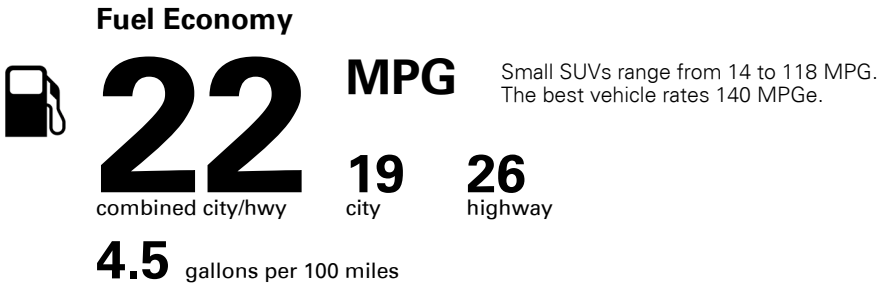 Fuel Economy
22 MPG
Small SUVs range from 14 to 118 MPG.
The best vehicle rates 140 MPGe.
19 26
combined city/hwy city highway
4.5 gallons per 100 miles